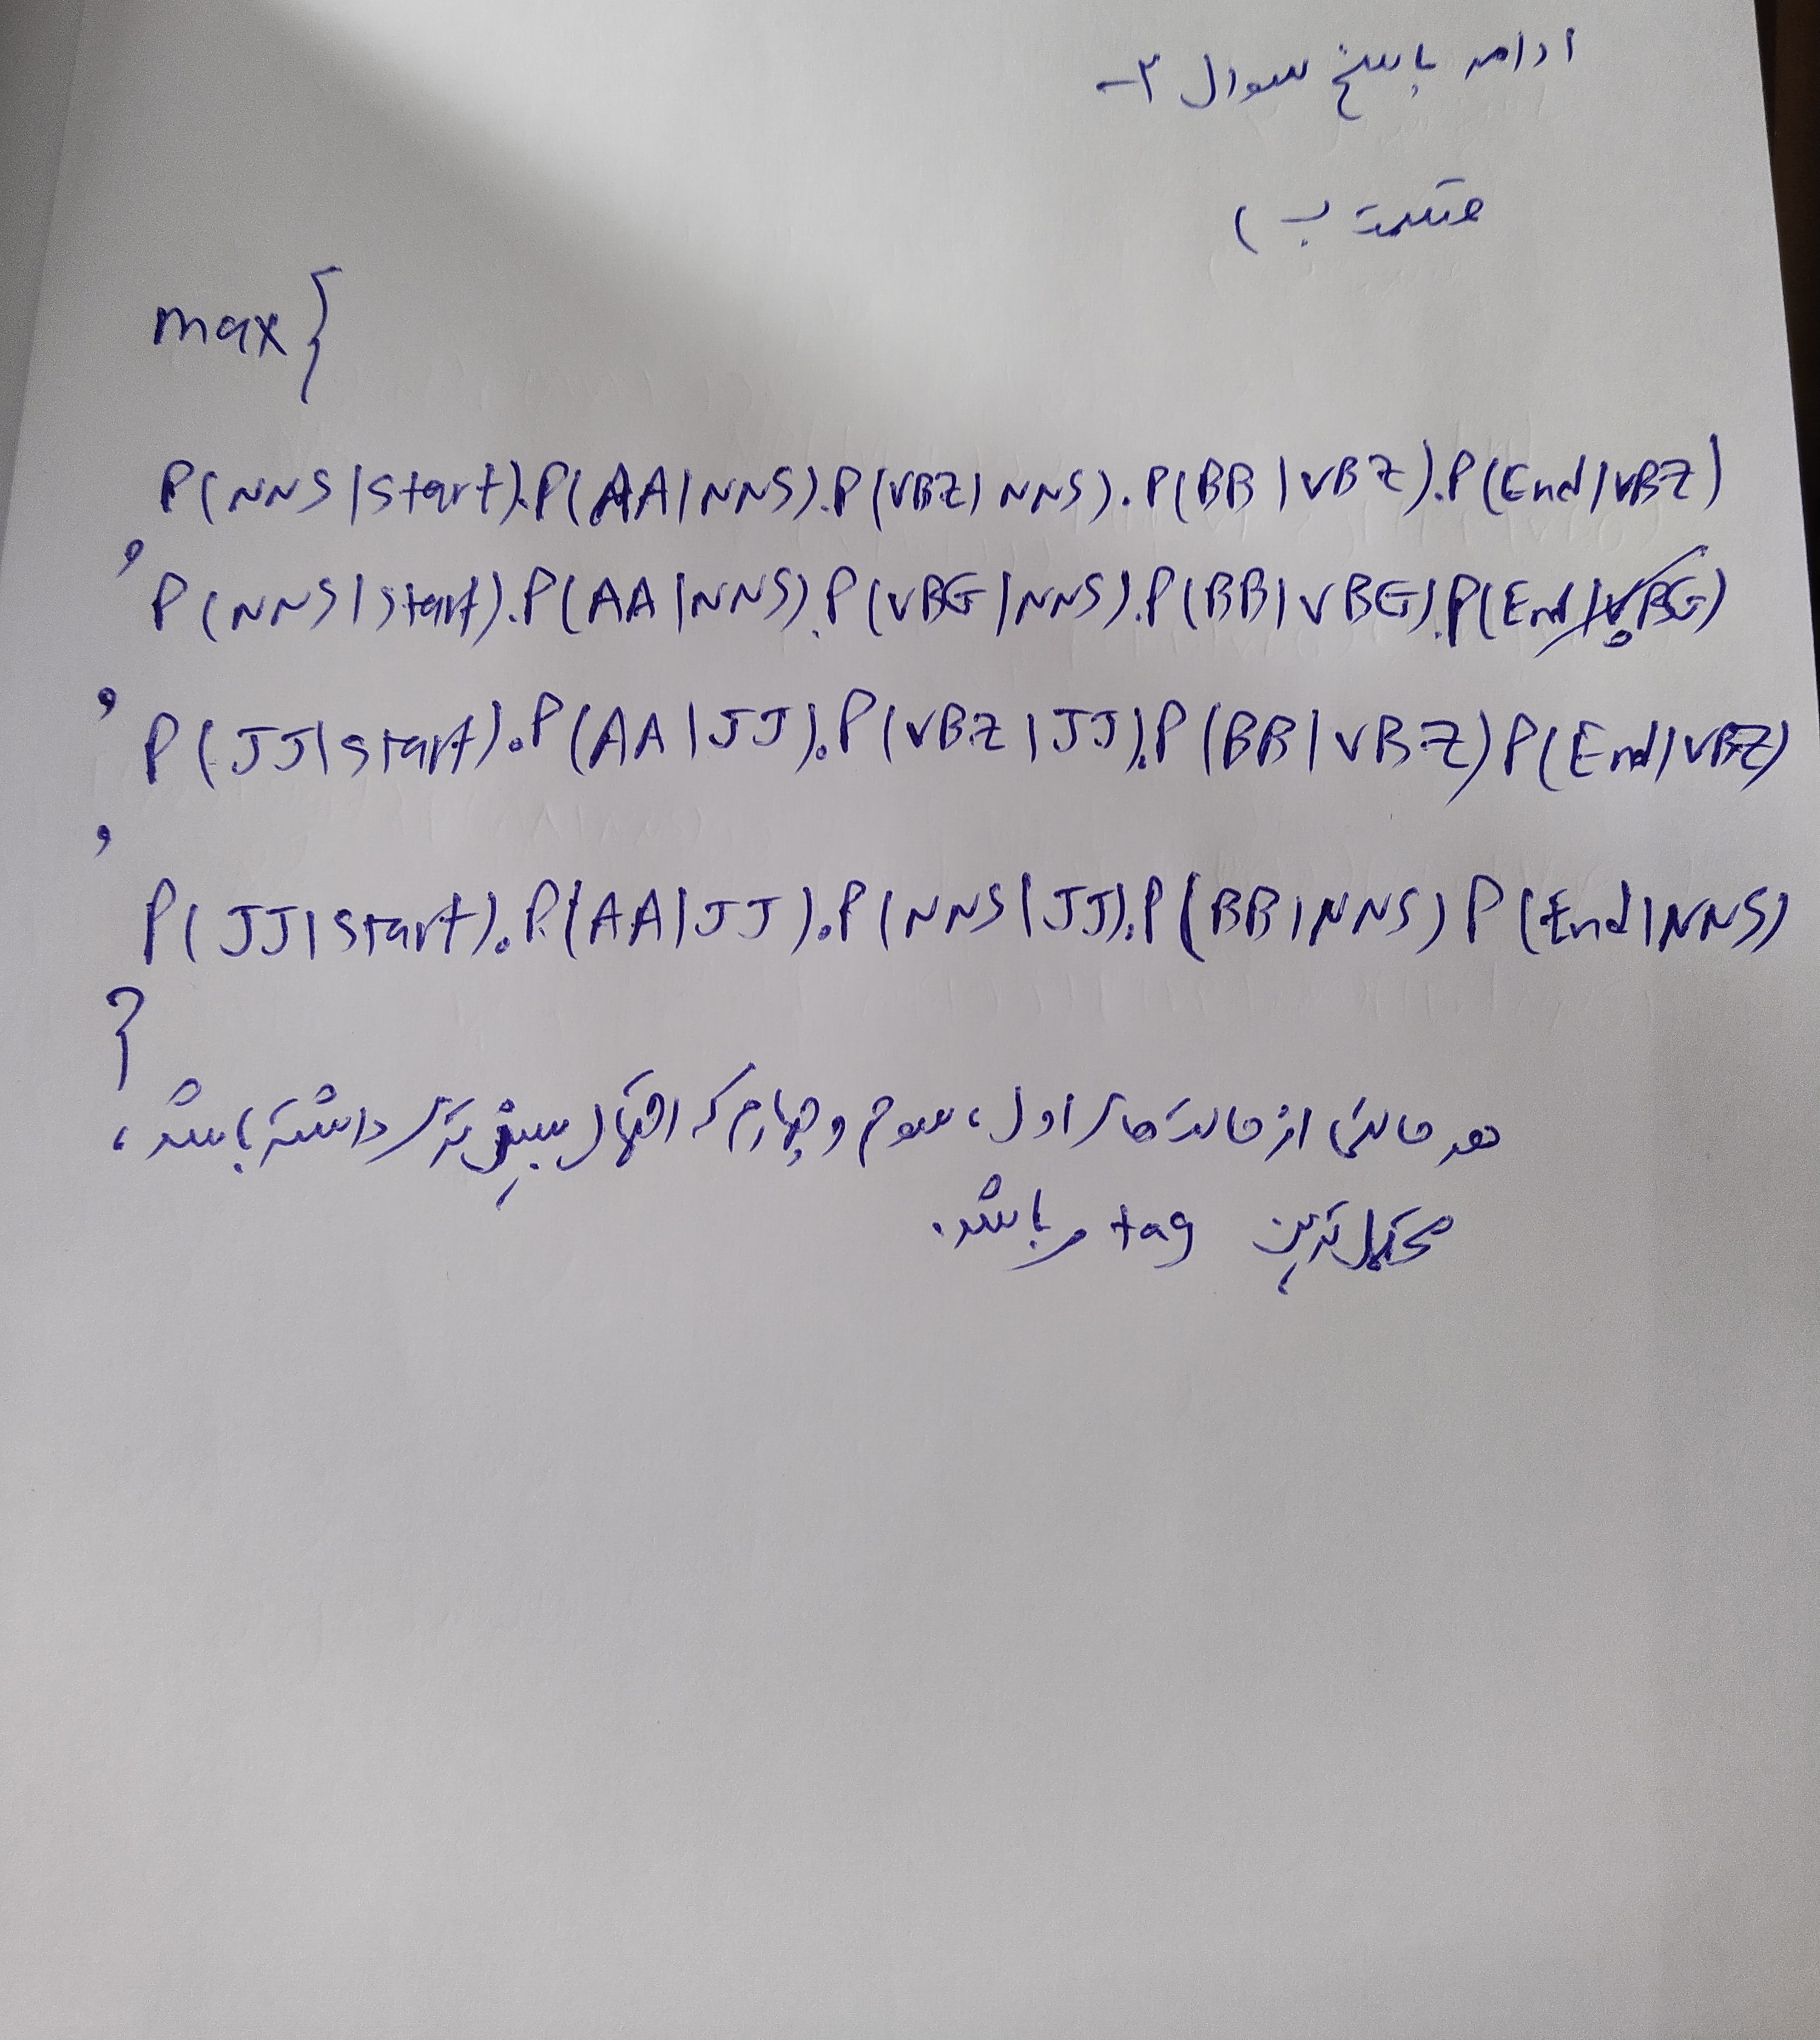 ادامه پاسخ سوال ۳-
قسمت ب )
max {
P(NNS|start).P(AA|NNS).P(VBZ|NNS).P(BB|VBZ).P(End|VBZ)
, P(NNS|start).P(AA|NNS).P(VBG|NNS).P(BB|VBG).P(End|VBG)
, P(JJ|start).P(AA|JJ).P(VBZ|JJ).P(BB|VBZ)P(End|VBZ)
,
P(JJ|start).P(AA|JJ).P(NNS|JJ).P(BB|NNS)P(End|NNS)
}
هر حالتی از حالت های اول، سوم و چهارم که احتمال بیش تری داشته باشد،
محتمل ترین tag می باشد.